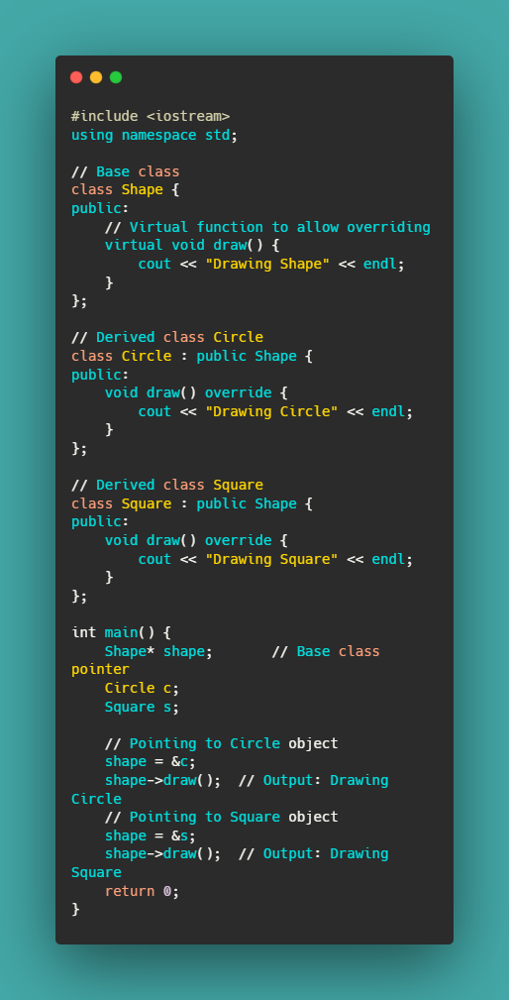 #include <iostream>
using namespace std;

// Base class
class Shape {
public:
    // Virtual function to allow overriding
    virtual void draw() {
        cout << "Drawing Shape" << endl;
    }
};

// Derived class Circle
class Circle : public Shape {
public:
    void draw() override {
        cout << "Drawing Circle" << endl;
    }
};

// Derived class Square
class Square : public Shape {
public:
    void draw() override {
        cout << "Drawing Square" << endl;
    }
};

int main() {
    Shape* shape;       // Base class
pointer
    Circle c;
    Square s;

    // Pointing to Circle object
    shape = &c;
    shape->draw();  // Output: Drawing
Circle
    // Pointing to Square object
    shape = &s;
    shape->draw();  // Output: Drawing
Square
    return 0;
}